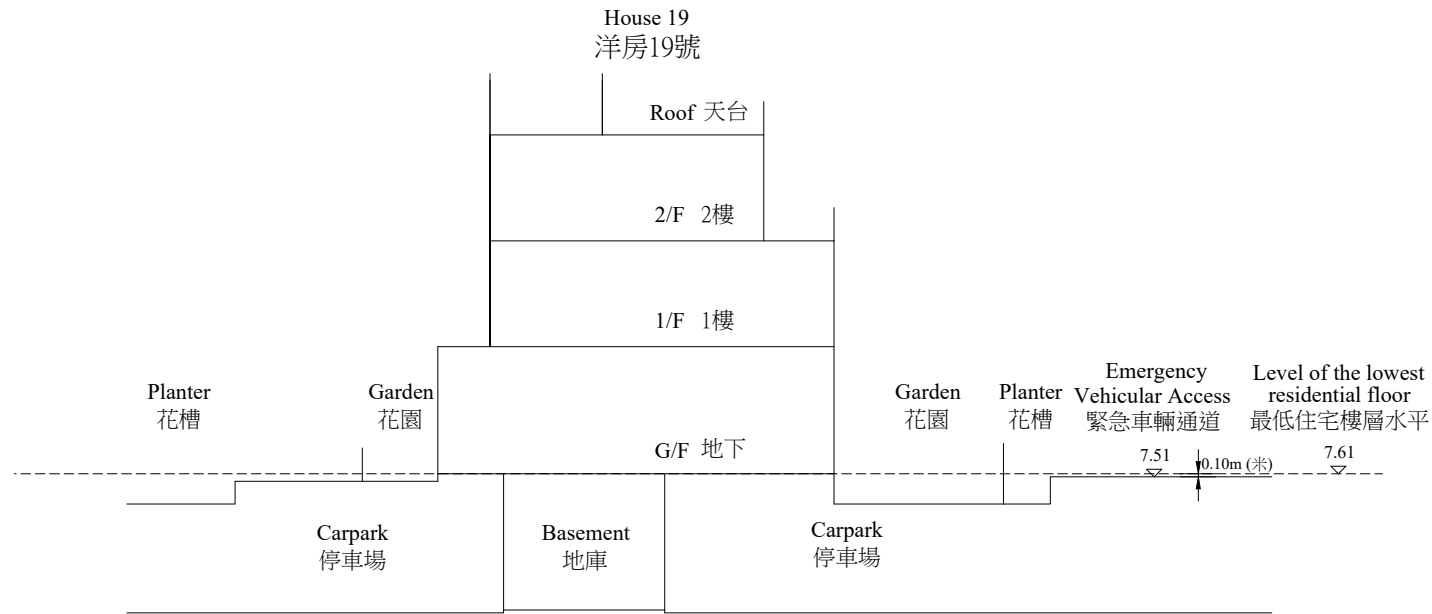 House 19
洋房19號
Roof 天台
2/F 2樓
1/F 1樓
Planter
花槽
Garden
花園
G/F 地下
Garden
花園
Planter
花槽
Emergency
Vehicular Access
緊急車輛通道
7.51
0.10m (米)
Level of the lowest
residential floor
最低住宅樓層水平
7.61
Carpark
停車場
Basement
地庫
Carpark
停車場